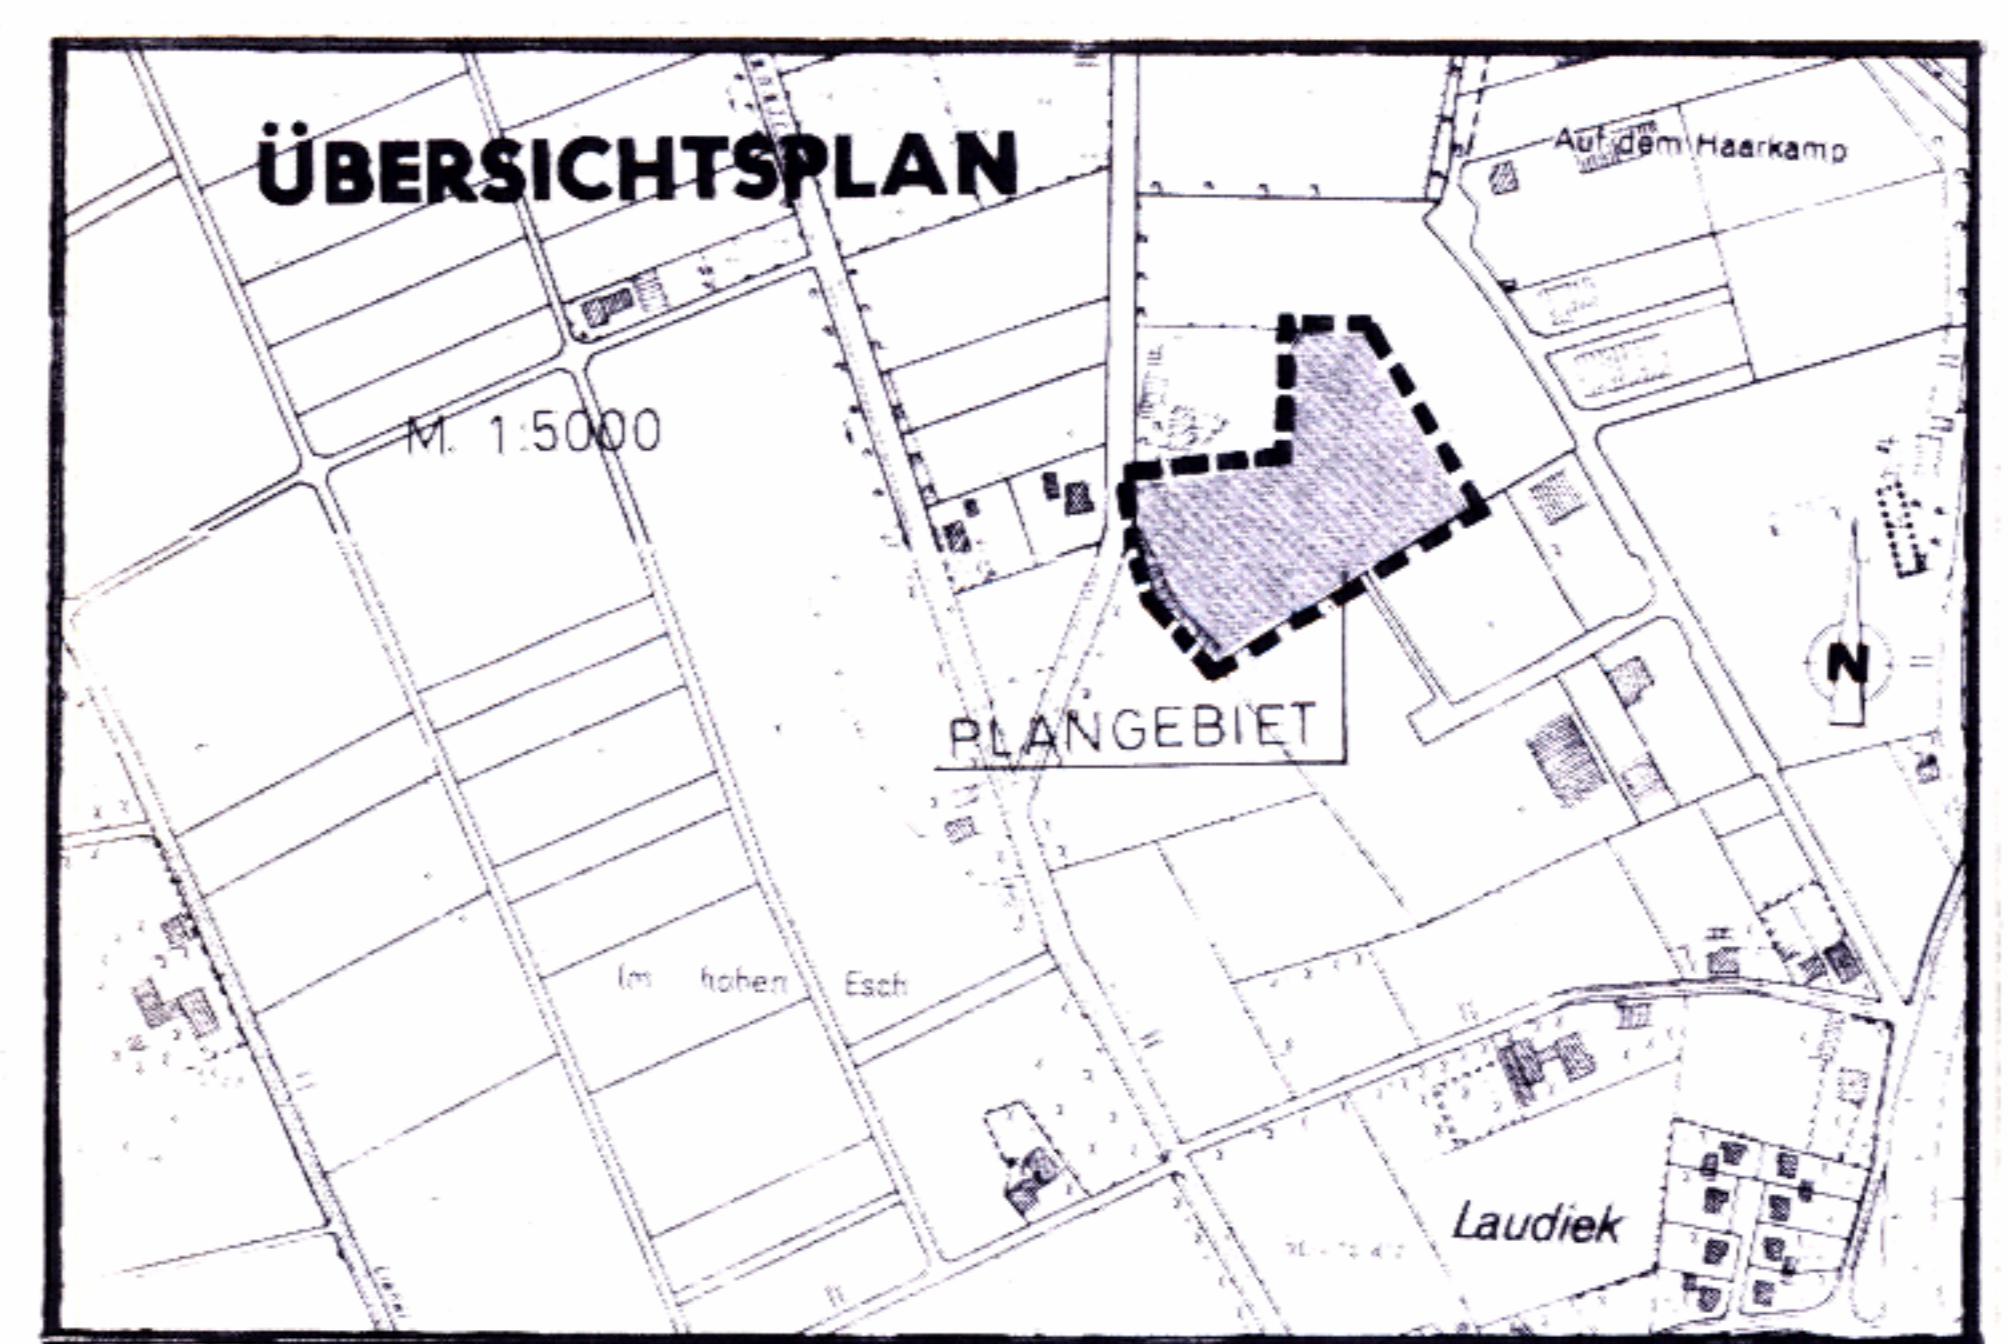 ÜBERSICHTSPLAN
Auf dem Haarkamp
M. 1:5000
N
PLANGEBIET
Im hohen Esch
Laudiek